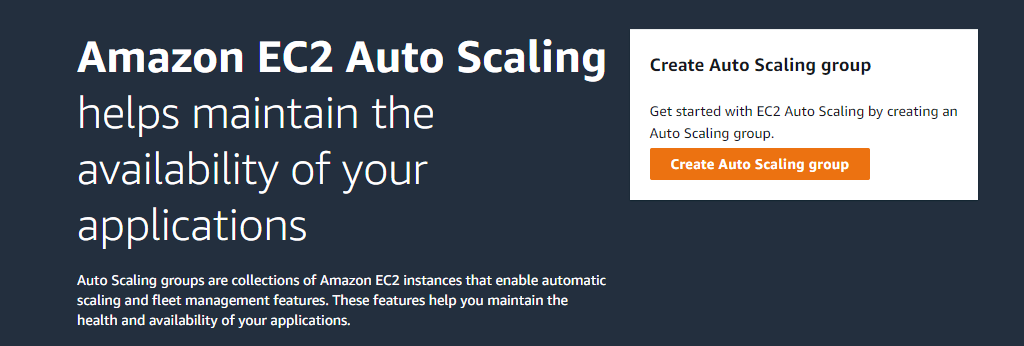 Amazon EC2 Auto Scaling
helps maintain the
availability of your
applications
Auto Scaling groups are collections of Amazon EC2 instances that enable automatic
scaling and fleet management features. These features help you maintain the
health and availability of your applications.
Create Auto Scaling group
Get started with EC2 Auto Scaling by creating an
Auto Scaling group.
Create Auto Scaling group